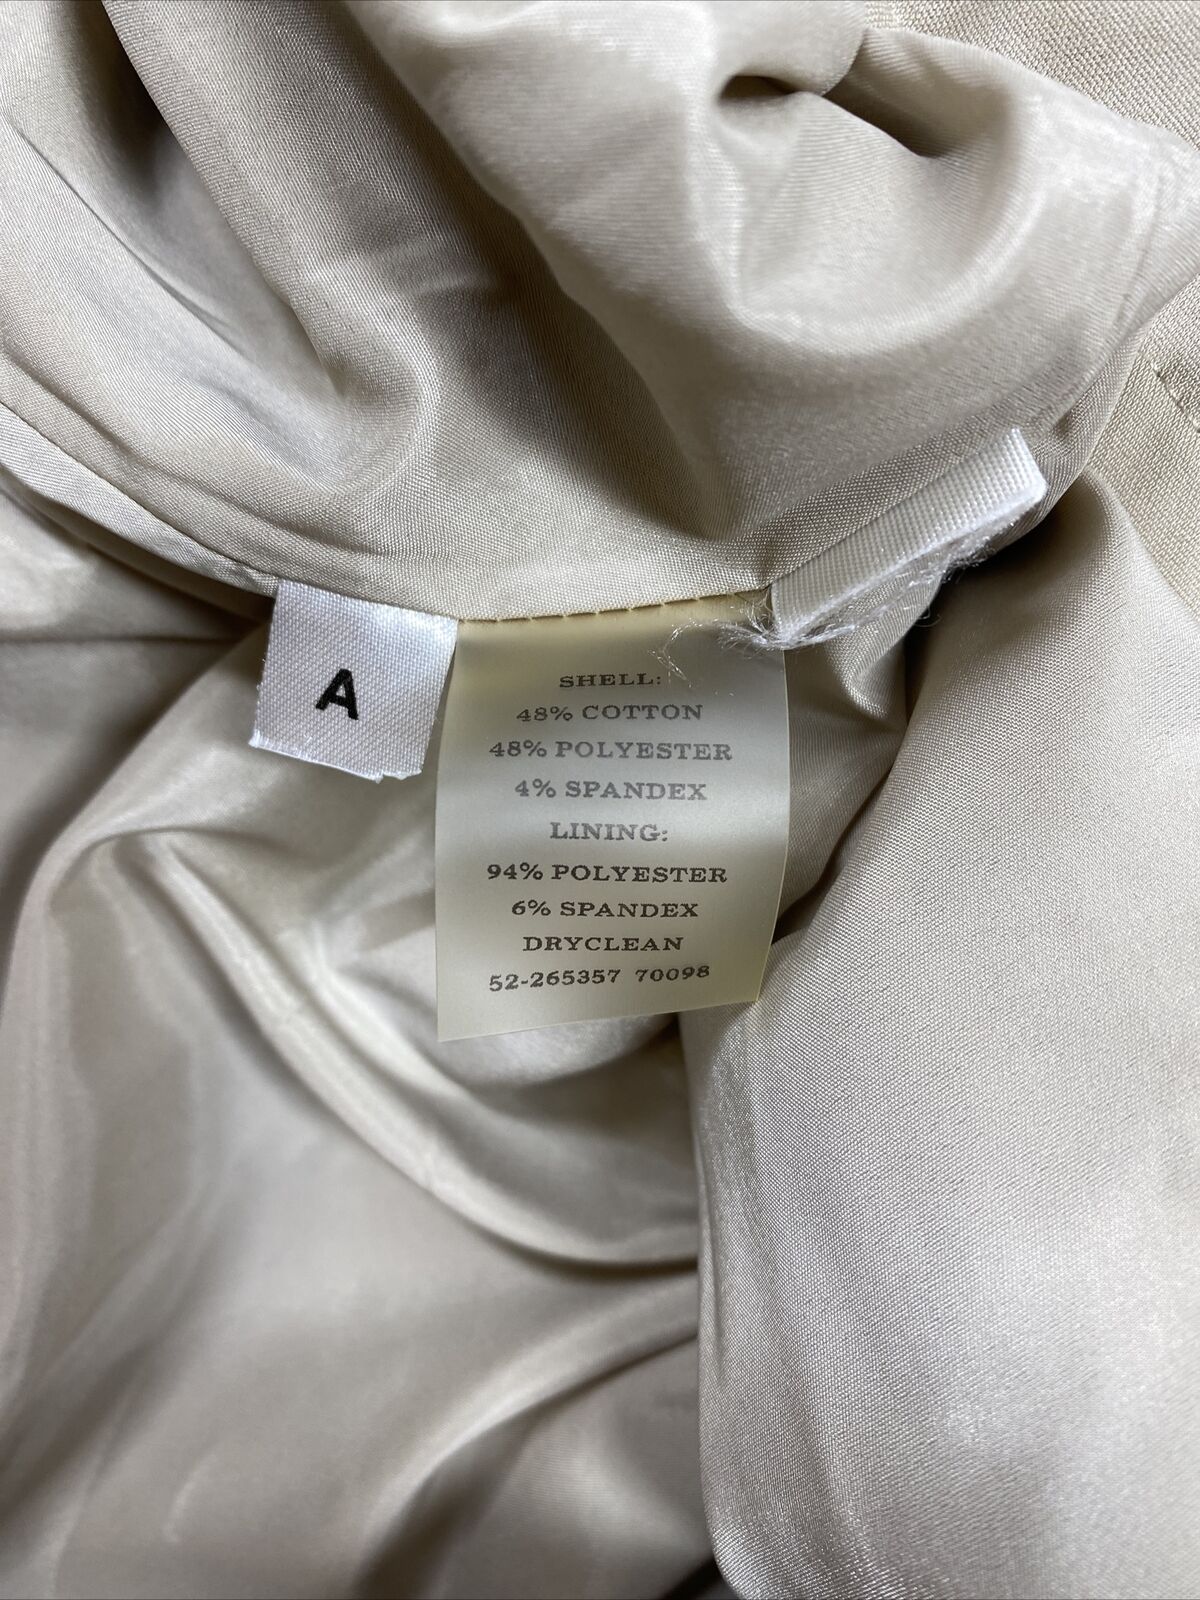 A
SHELL:
48% COTTON
48% POLYESTER
4% SPANDEX
LINING:
94% POLYESTER
6% SPANDEX
DRYCLEAN
52-265357 70098